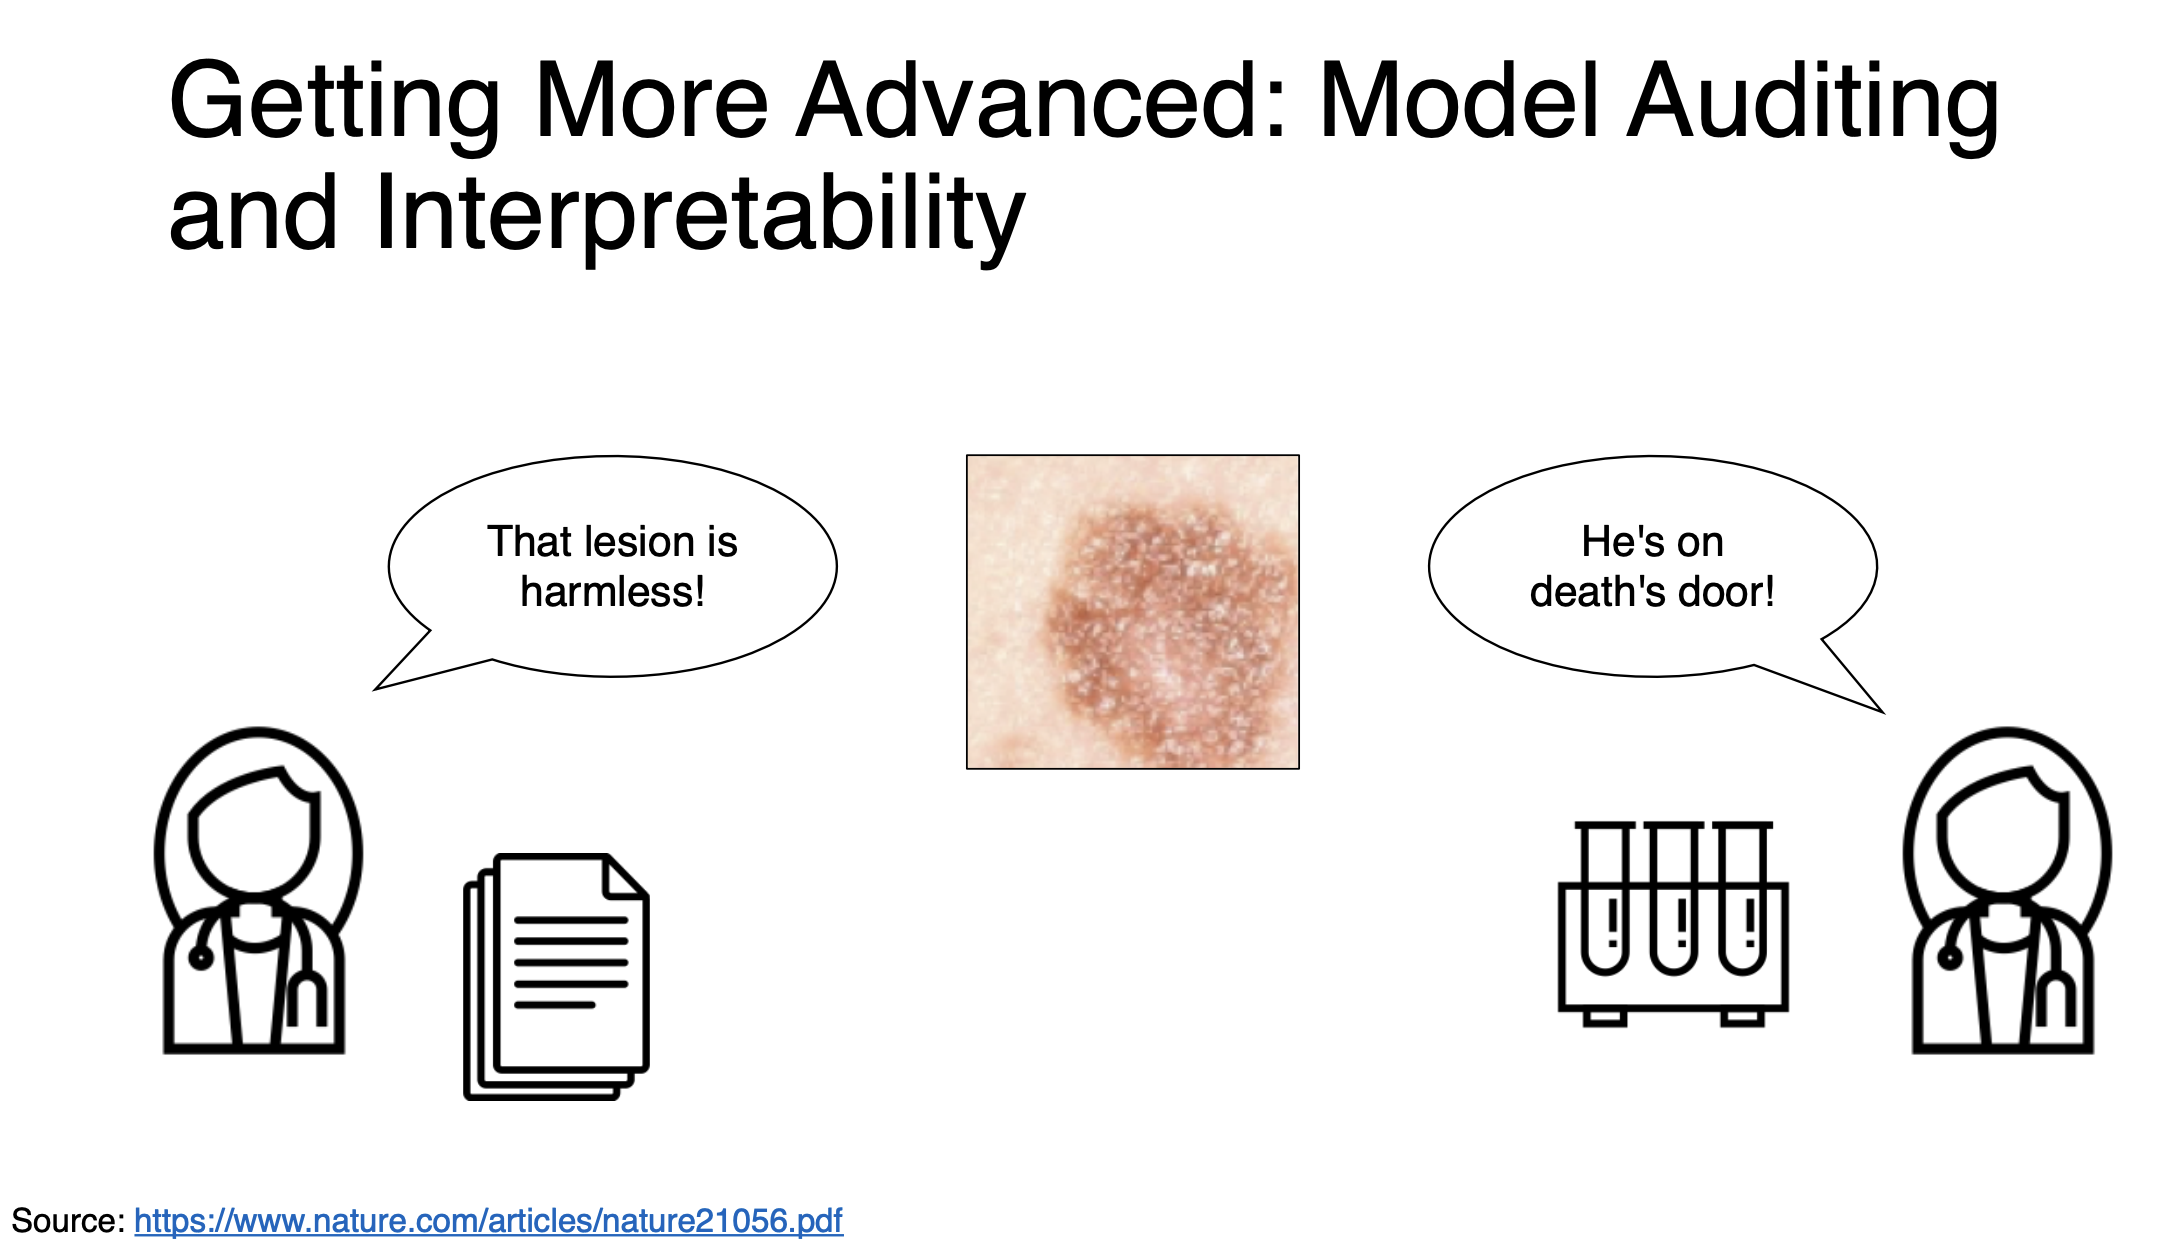 Getting More Advanced: Model Auditing
and Interpretability
That lesion is
harmless!
He's on
death's door!
Source: https://www.nature.com/articles/nature21056.pdf